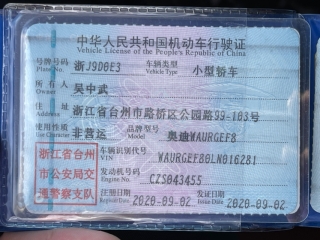 中华人民共和国机动车行驶证
Vehicle License of the People's Republic of China
号牌号码 浙J9D0E3 车辆类型 小型轿车
Plate No. Vehicle Type
所有人 吴中武
Owner
住址 浙江省台州市路桥区公园路99-103号
Address
使用性质 非营运 品牌型号 奥迪WAURGEF8
Use Character Model
浙江省台州
市公安局交
通警察支队
车辆识别代号 WAURGEF80LN016281
VIN
发动机号码 CZS043455
Engine No.
注册日期 2020-09-02 发证日期 2020-09-02
Register Date Issue Date